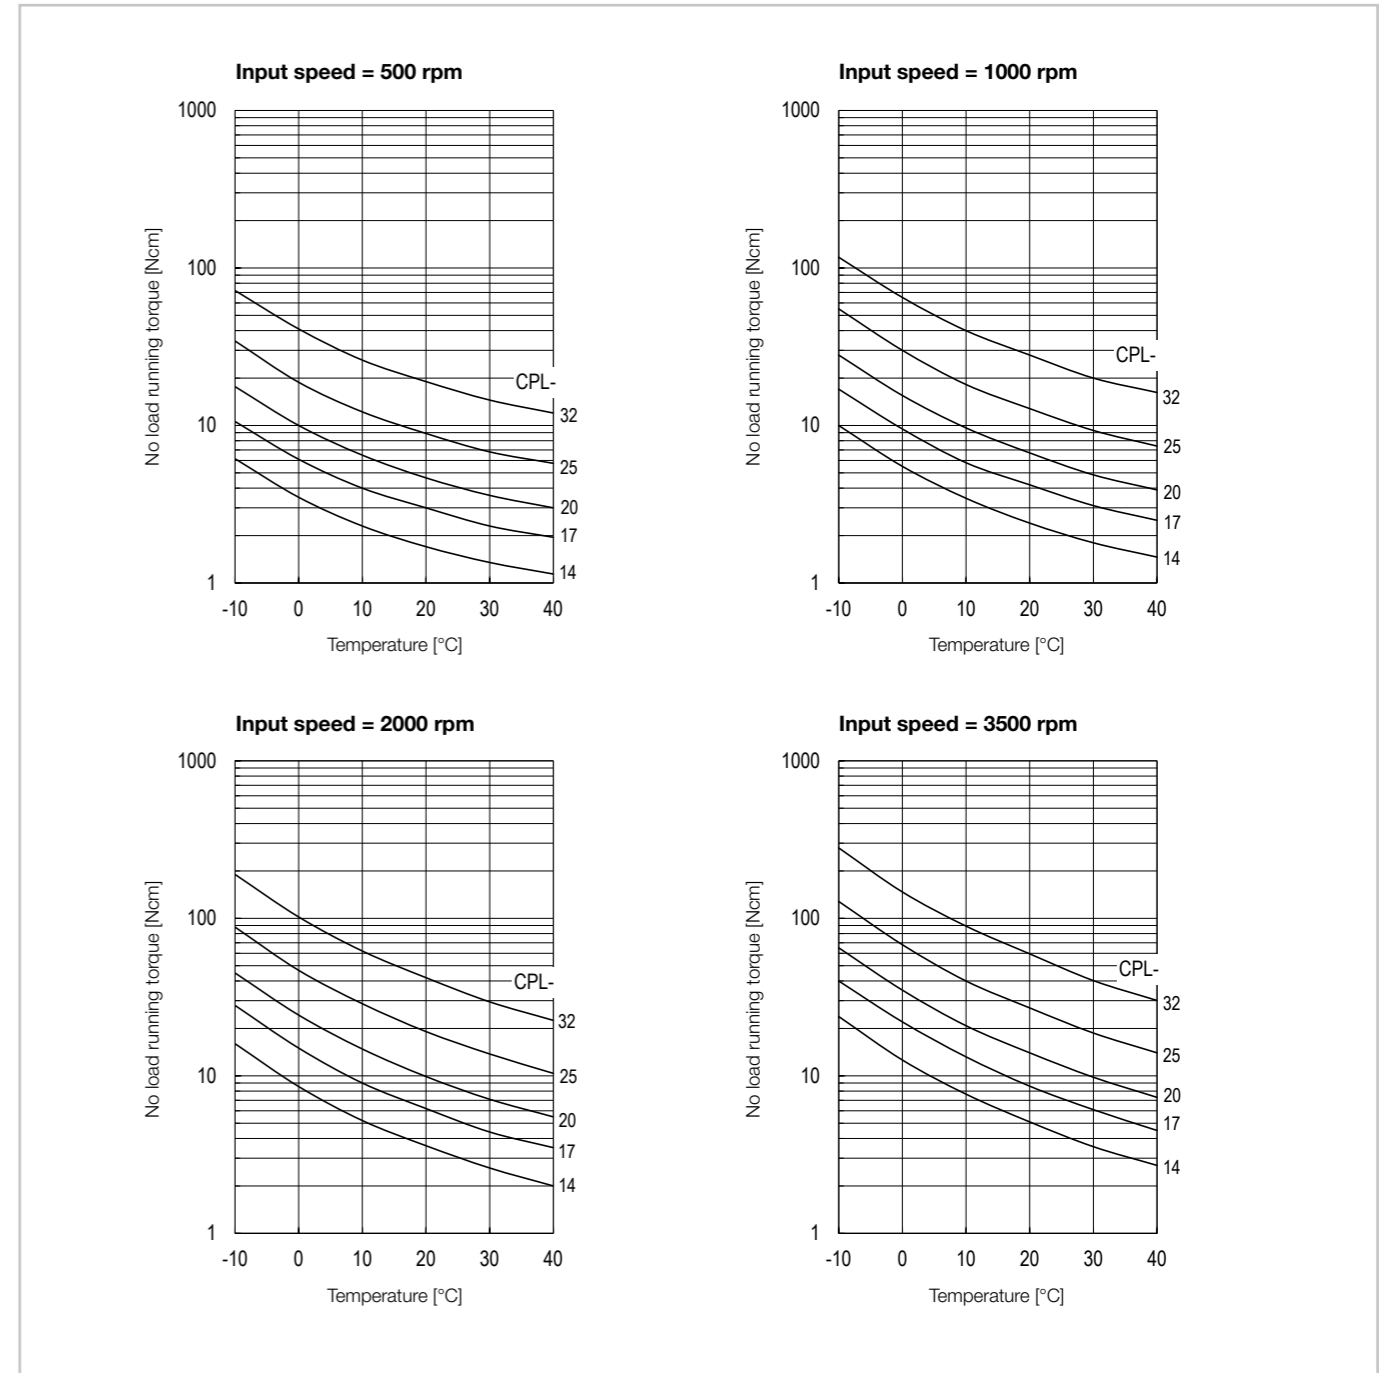 Input speed = 500 rpm
1000
100
10
1
No load running torque [Ncm]
CPL-
32
25
20
17
14
-10 0 10 20 30 40
Temperature [°C]
Input speed = 1000 rpm
1000
100
10
1
No load running torque [Ncm]
CPL-
32
25
20
17
14
-10 0 10 20 30 40
Temperature [°C]
Input speed = 2000 rpm
1000
100
10
1
No load running torque [Ncm]
CPL-
32
25
20
17
14
-10 0 10 20 30 40
Temperature [°C]
Input speed = 3500 rpm
1000
100
10
1
No load running torque [Ncm]
CPL-
32
25
20
17
14
-10 0 10 20 30 40
Temperature [°C]